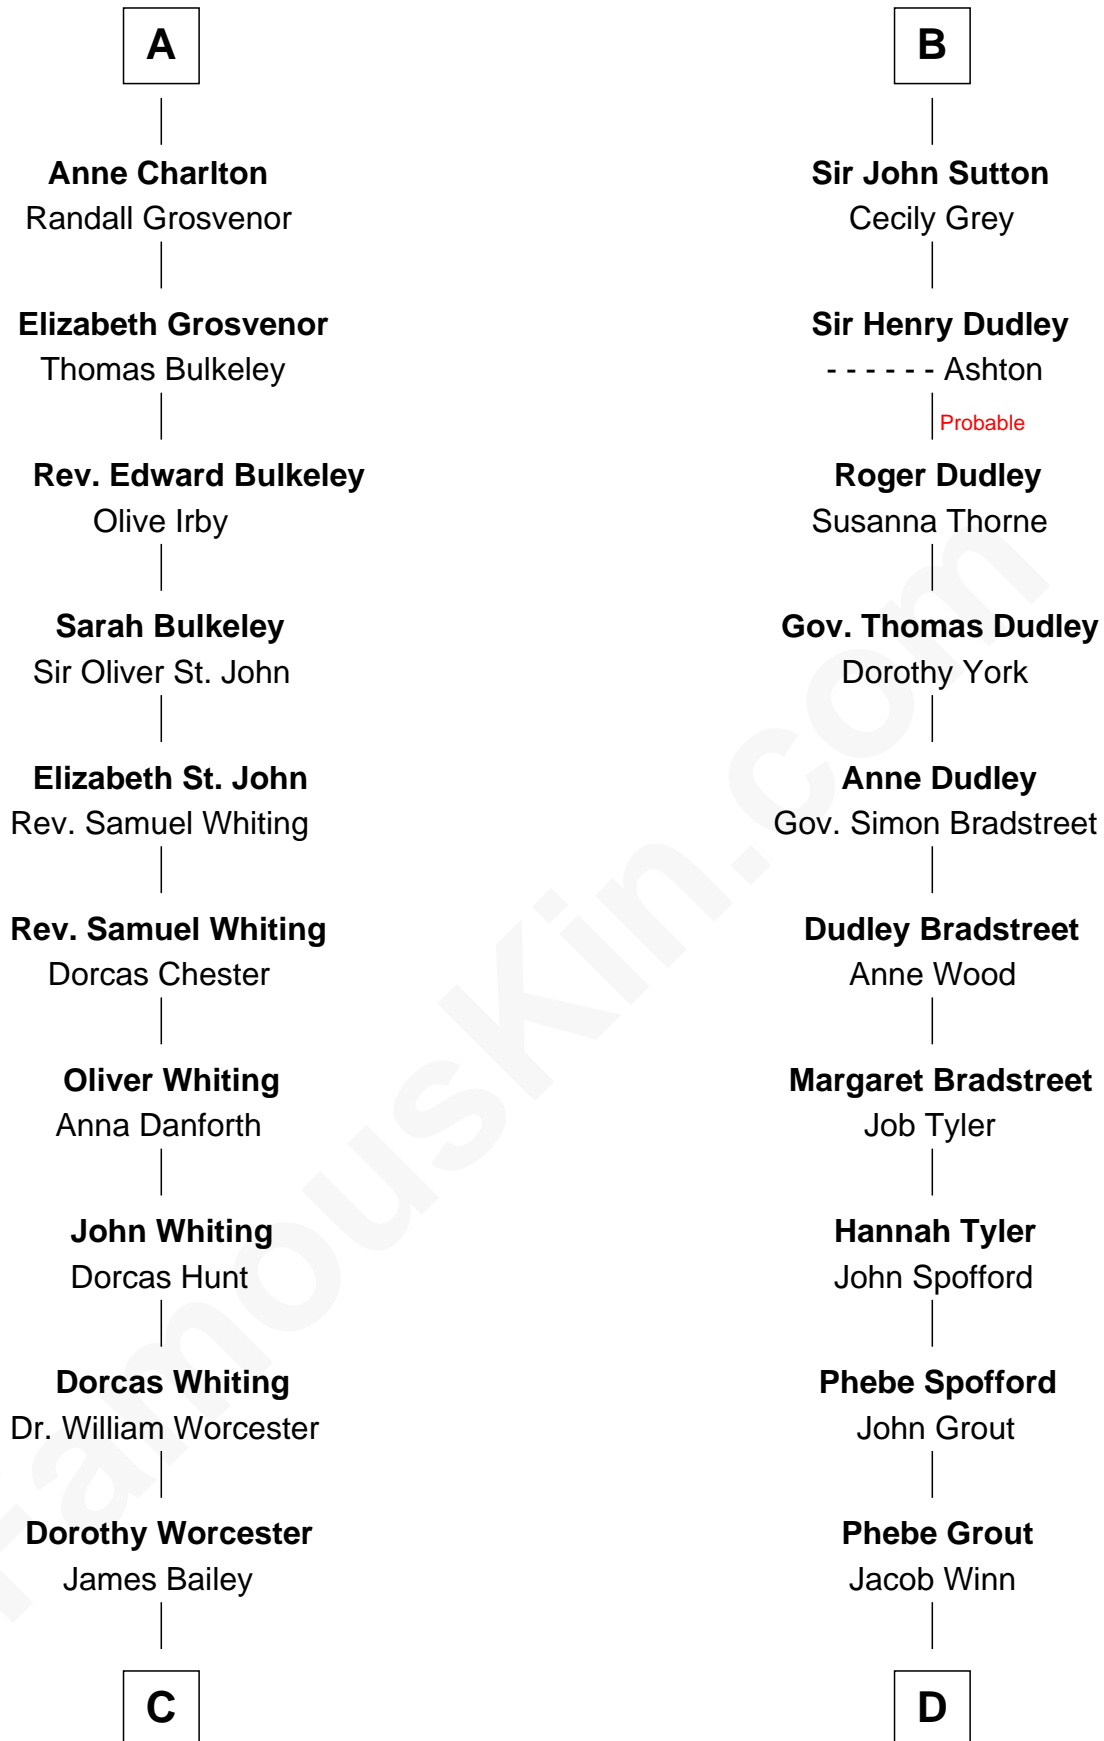 A
Anne Charlton
Randall Grosvenor
Elizabeth Grosvenor
Thomas Bulkeley
Rev. Edward Bulkeley
Olive Irby
Sarah Bulkeley
Sir Oliver St. John
Elizabeth St. John
Rev. Samuel Whiting
Rev. Samuel Whiting
Dorcas Chester
Oliver Whiting
Anna Danforth
John Whiting
Dorcas Hunt
Dorcas Whiting
Dr. William Worcester
Dorothy Worcester
James Bailey
C
B
Sir John Sutton
Cecily Grey
Sir Henry Dudley
- - - - - - Ashton
Probable
Roger Dudley
Susanna Thorne
Gov. Thomas Dudley
Dorothy York
Anne Dudley
Gov. Simon Bradstreet
Dudley Bradstreet
Anne Wood
Margaret Bradstreet
Job Tyler
Hannah Tyler
John Spofford
Phebe Spofford
John Grout
Phebe Grout
Jacob Winn
D
FamousKin.com